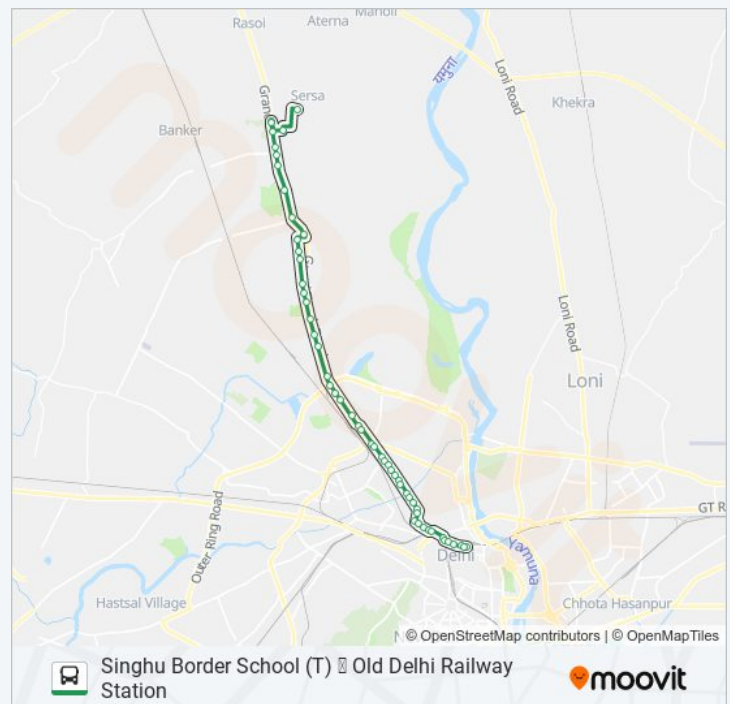 Manoli
Rasoi
Aterna
यमुना
Loni Road
Sersa
Khekra
Gran
Banker
G
Loni Road
Loni
Outer Ring Road
GT R
Delhi
Yamuna
Hastsal Village
Chhota Hasanpur
N
© OpenStreetMap contributors | © OpenMapTiles
Singhu Border School (T) ▯ Old Delhi Railway
Station
moovit